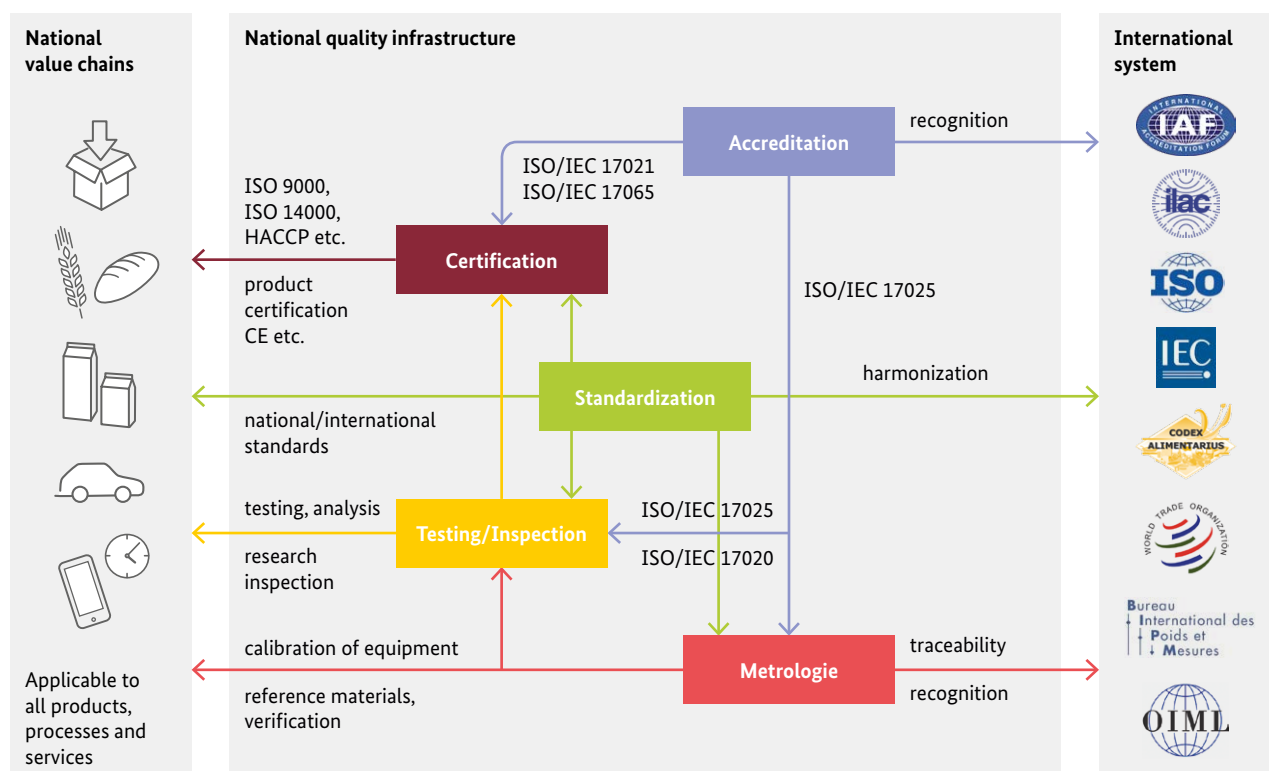 National
value chains
Applicable to
all products,
processes and
services
National quality infrastructure
Accreditation
recognition
ISO/IEC 17021
ISO/IEC 17065
ISO 9000,
ISO 14000,
HACCP etc.
Certification
product
certification
CE etc.
ISO/IEC 17025
Standardization
harmonization
national/international
standards
testing, analysis
Testing/Inspection
research
inspection
ISO/IEC 17025
ISO/IEC 17020
calibration of equipment
reference materials,
verification
Metrologie
traceability
recognition
International
system
INTERNATIONAL
IAF
ACCREDITATION FORUM
ilac
ISO
IEC
CODEX
ALIMENTARIUS
WORLD TRADE ORGANIZATION
Bureau
International des
Poids et
Mesures
OIML